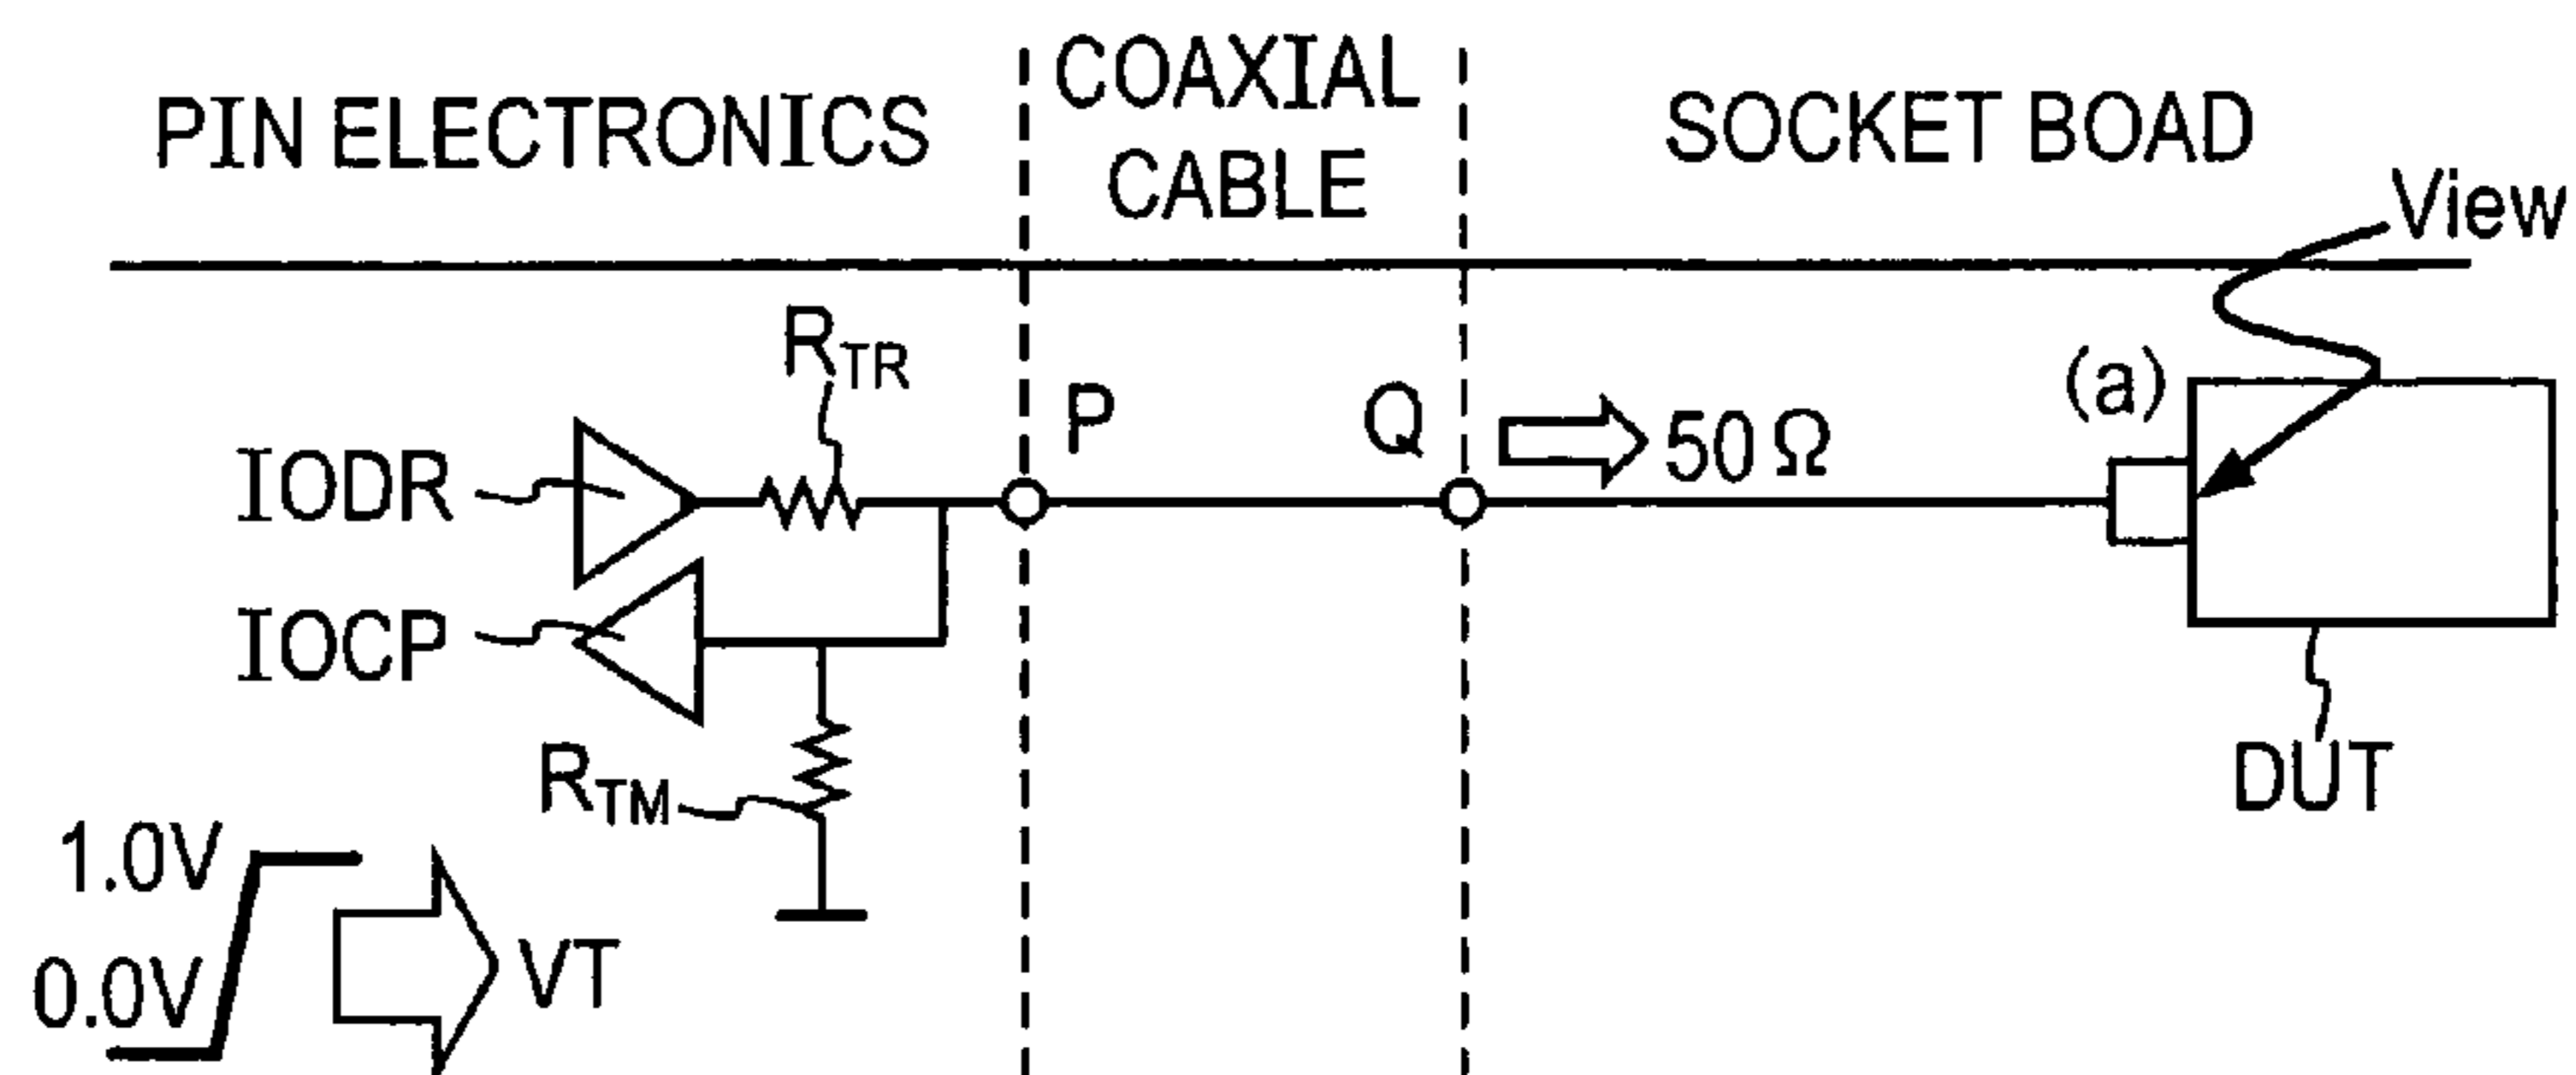 PIN ELECTRONICS
COAXIAL
CABLE
SOCKET BOAD
View
RTR
P
Q
50 Ω
(a)
IODR
IOCP
RTM
DUT
1.0V
0.0V
VT